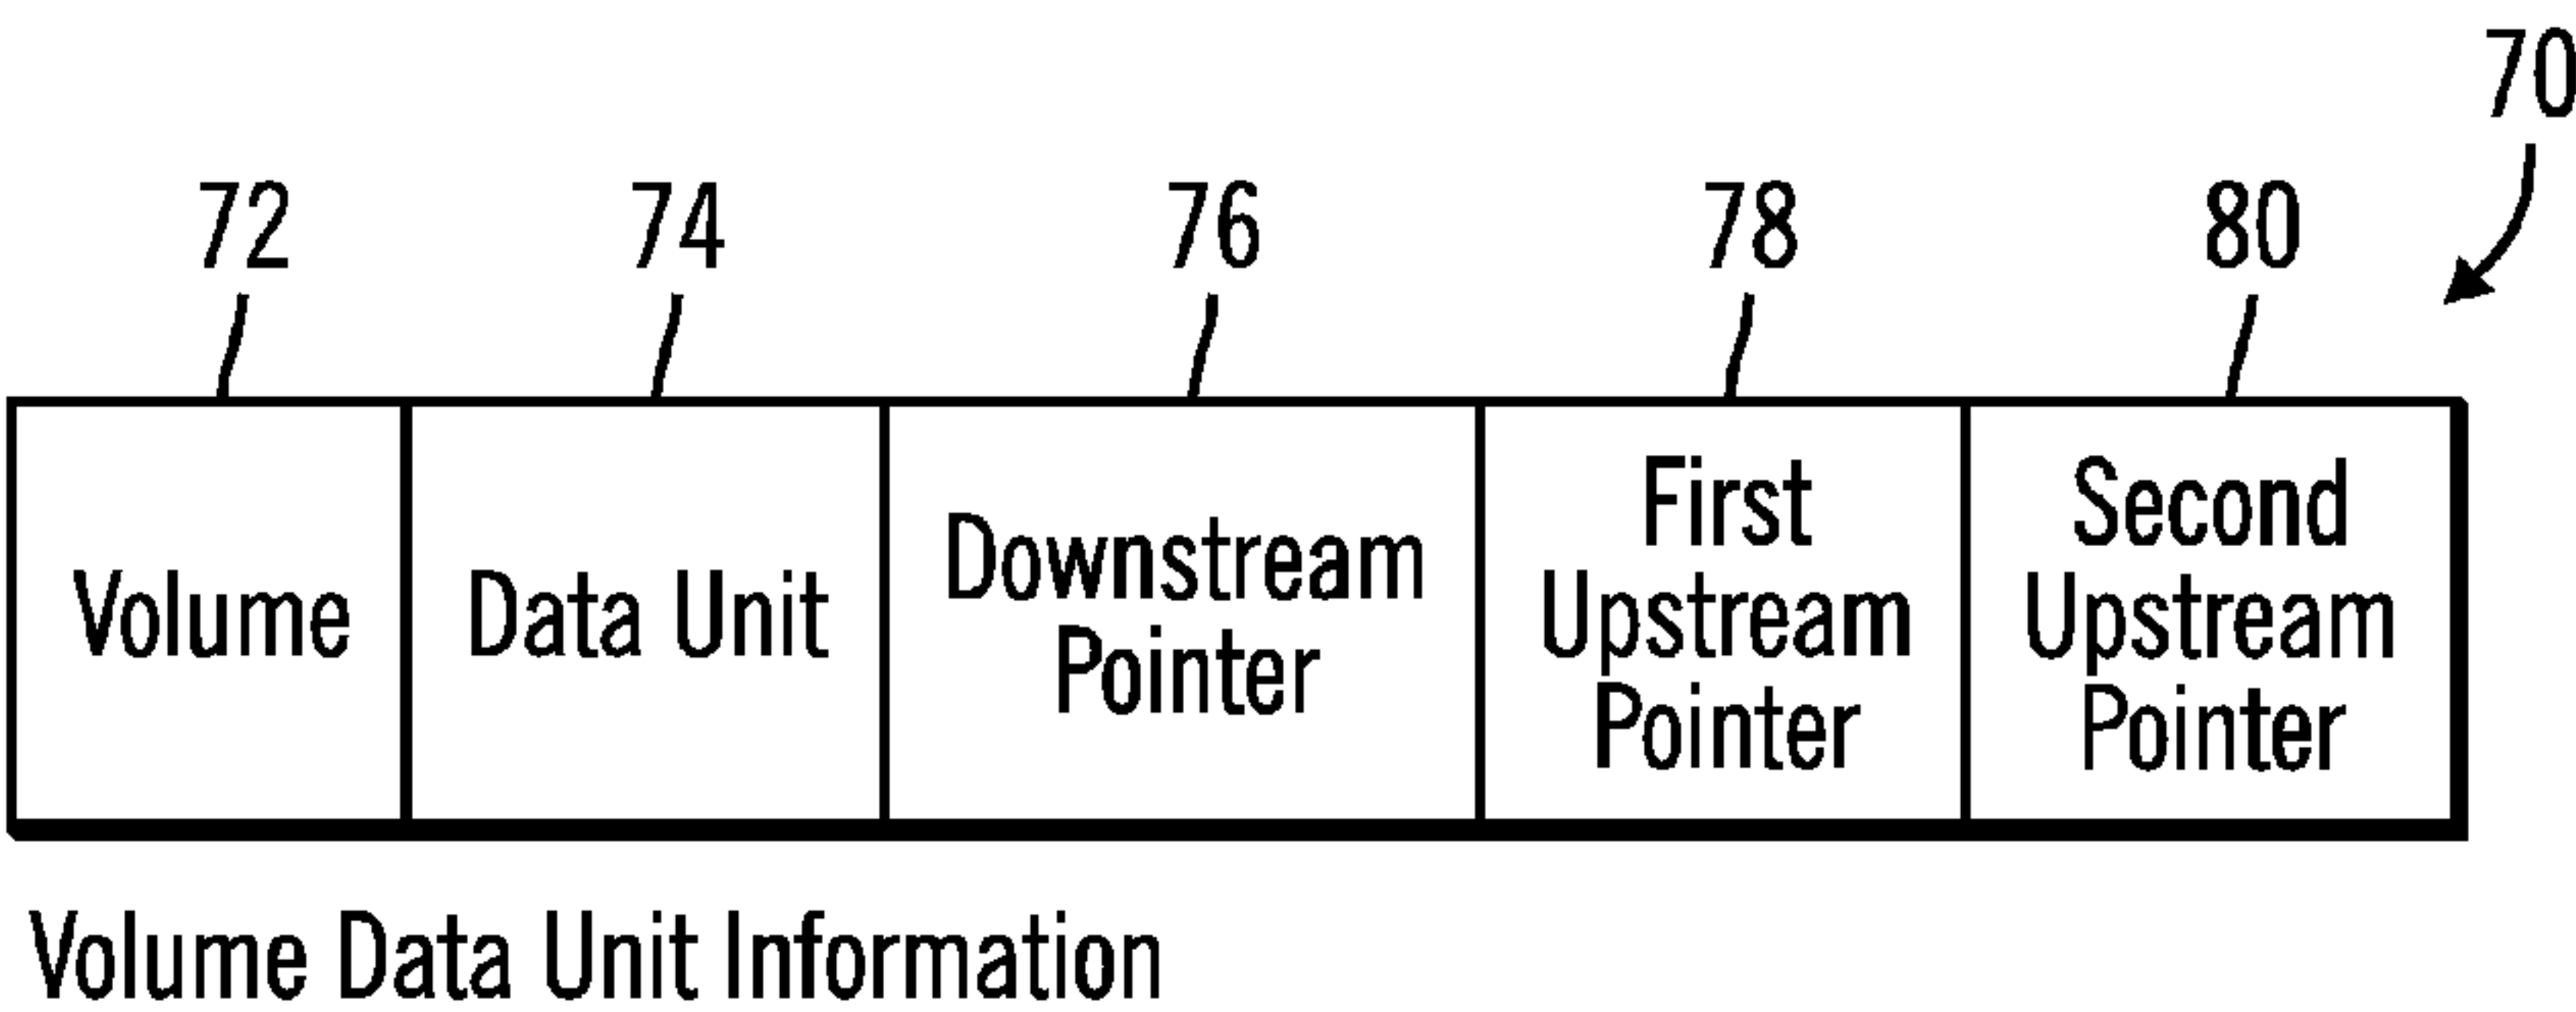 70
72
74
76
78
80
Volume
Data Unit
Downstream
Pointer
First
Upstream
Pointer
Second
Upstream
Pointer
Volume Data Unit Information